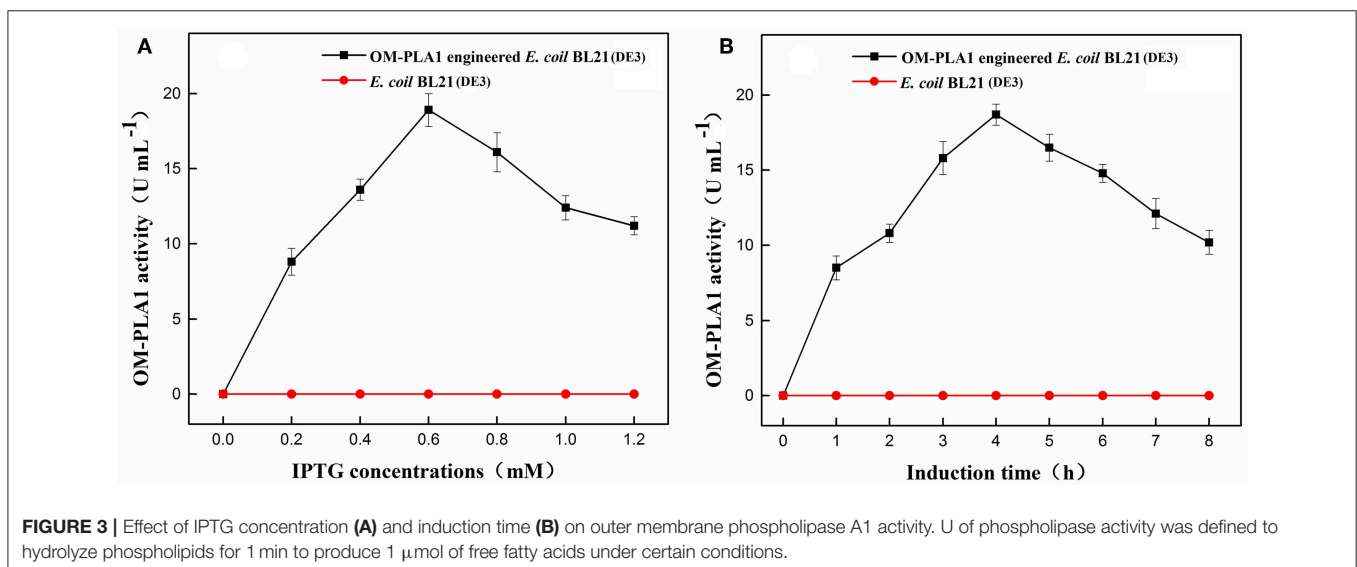 A
OM-PLA1 engineered E. coil BL21(DE3)
E. coil BL21(DE3)
OM-PLA1 activity（U mL⁻¹）
20
15
10
5
0
0.0 0.2 0.4 0.6 0.8 1.0 1.2
IPTG concentrations（mM）
B
OM-PLA1 engineered E. coil BL21(DE3)
E. coil BL21(DE3)
OM-PLA1 activity（U mL⁻¹）
20
15
10
5
0
0 1 2 3 4 5 6 7 8
Induction time（h）
FIGURE 3 | Effect of IPTG concentration (A) and induction time (B) on outer membrane phospholipase A1 activity. U of phospholipase activity was defined to
hydrolyze phospholipids for 1 min to produce 1 μmol of free fatty acids under certain conditions.